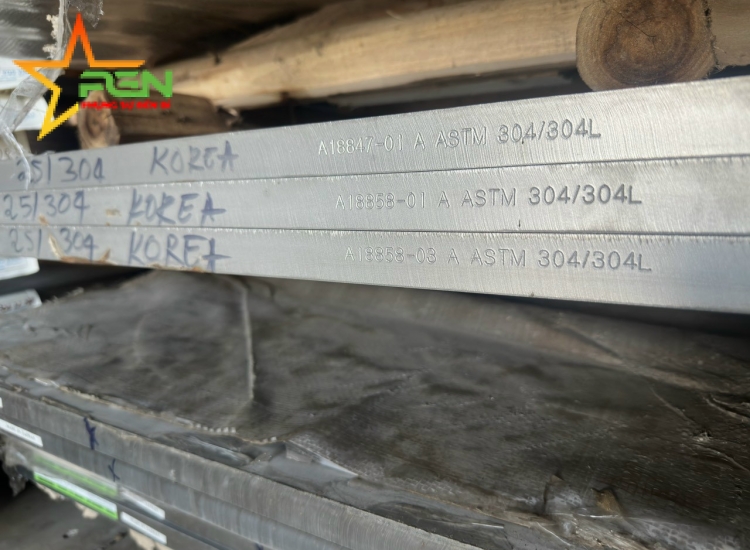 PEN
25/304 KOREA A18847-01 A ASTM 304/304L
25/304 KOREA A18858-01 A ASTM 304/304L
25/304 KOREA A18858-03 A ASTM 304/304L